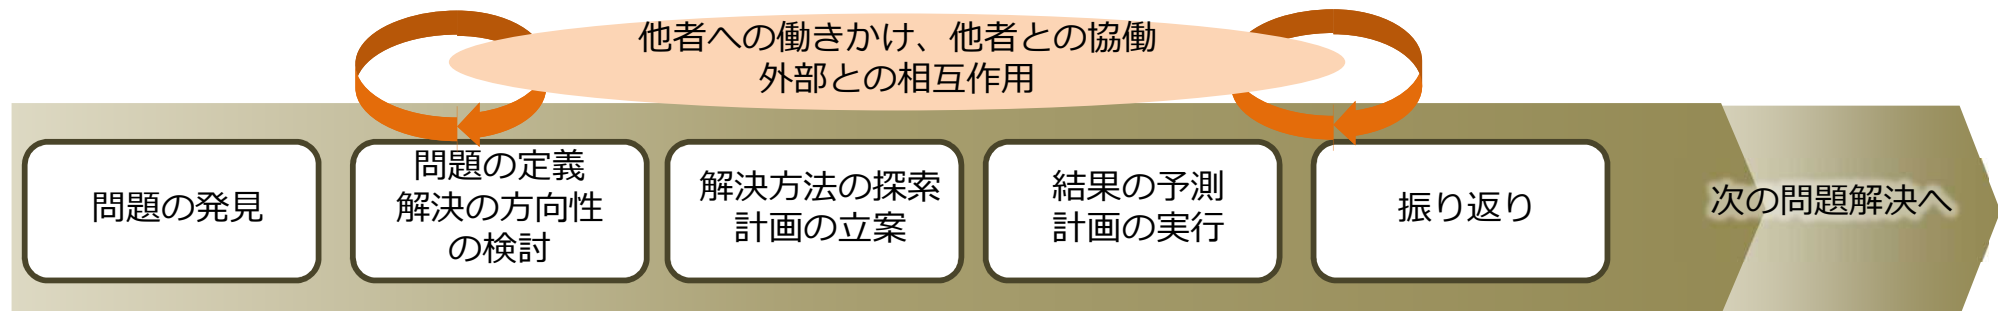 他者への働きかけ、他者との協働
外部との相互作用
問題の発見
問題の定義
解決の方向性
の検討
解決方法の探索
計画の立案
結果の予測
計画の実行
振り返り
次の問題解決へ